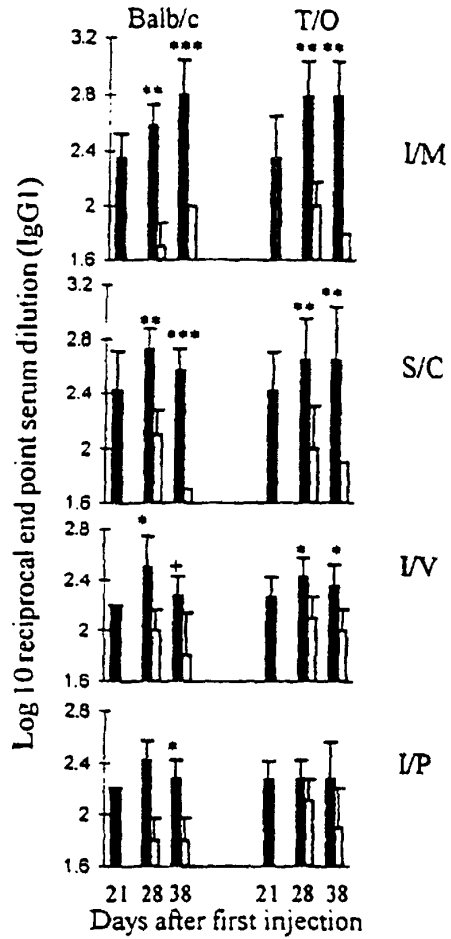 Balb/c T/O
*** ** **
**
3.2
2.8
2.4
2
1.6
I/M
3.2
2.8
2.4
2
1.6
** *** ** **
S/C
2.8
2.4
2
1.6
* + * *
I/V
2.8
2.4
2
1.6
*
I/P
21 28 38 21 28 38
Days after first injection
Log 10 reciprocal end point serum dilution (IgG1)